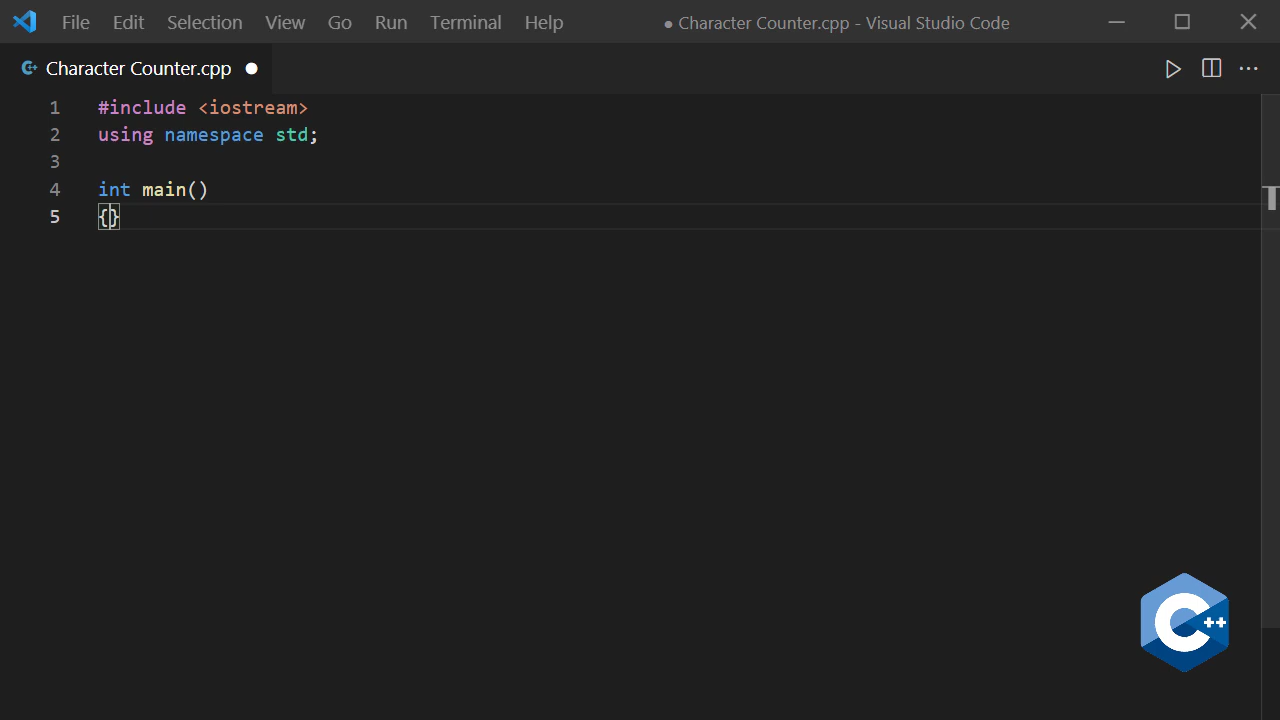 File Edit Selection View Go Run Terminal Help ● Character Counter.cpp - Visual Studio Code
Character Counter.cpp
1 #include <iostream>
2 using namespace std;
3
4 int main()
5 {}
C++